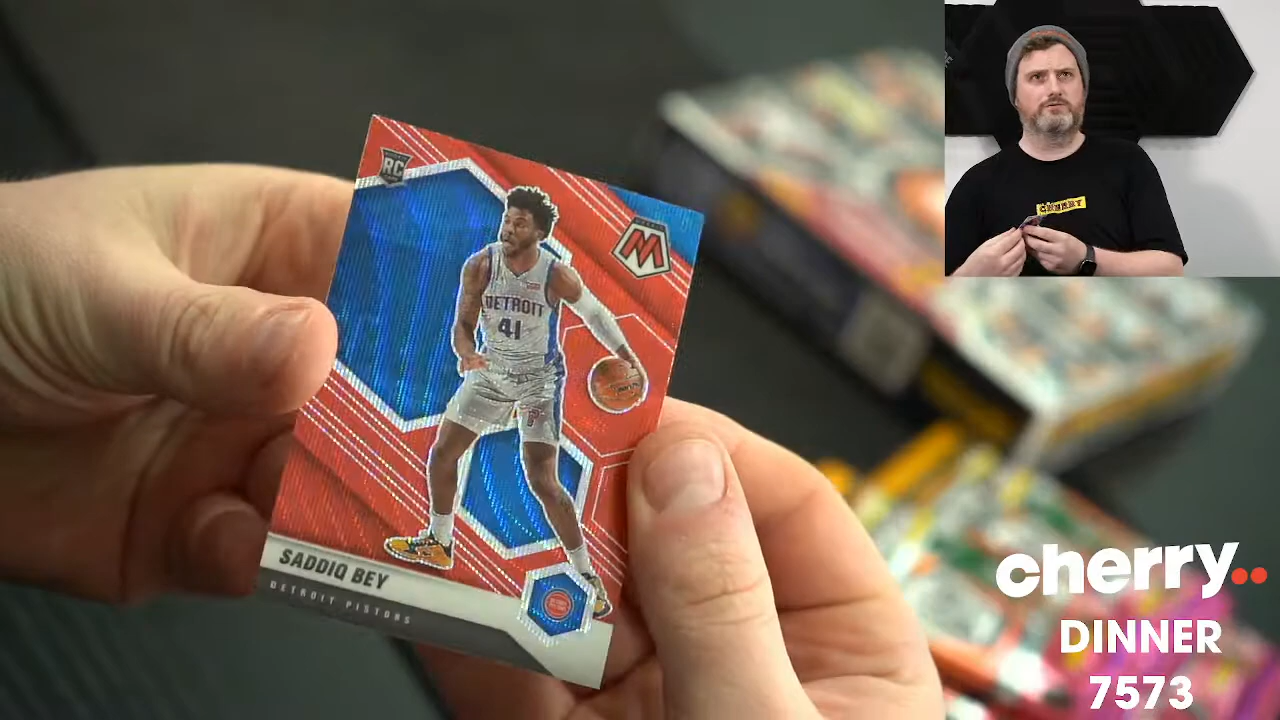 RC
M
DETROIT
41
SADDIQ BEY
DETROIT PISTONS
CHERRY
cherry..
DINNER
7573